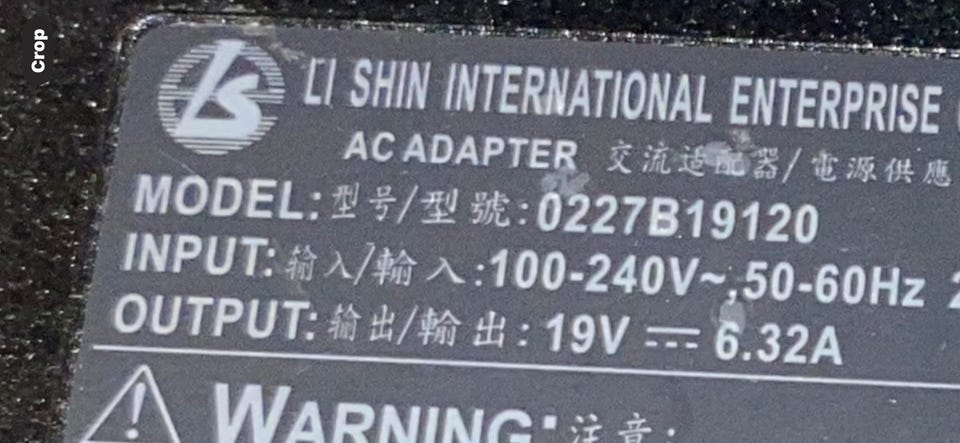 Crop
LS
LI SHIN INTERNATIONAL ENTERPRISE
AC ADAPTER 交流适配器/電源供應
MODEL: 型号/型號: 0227B19120
INPUT: 输入/輸入: 100-240V~, 50-60Hz 2
OUTPUT: 输出/輸出: 19V ⎓ 6.32A
WARNING: 注意: